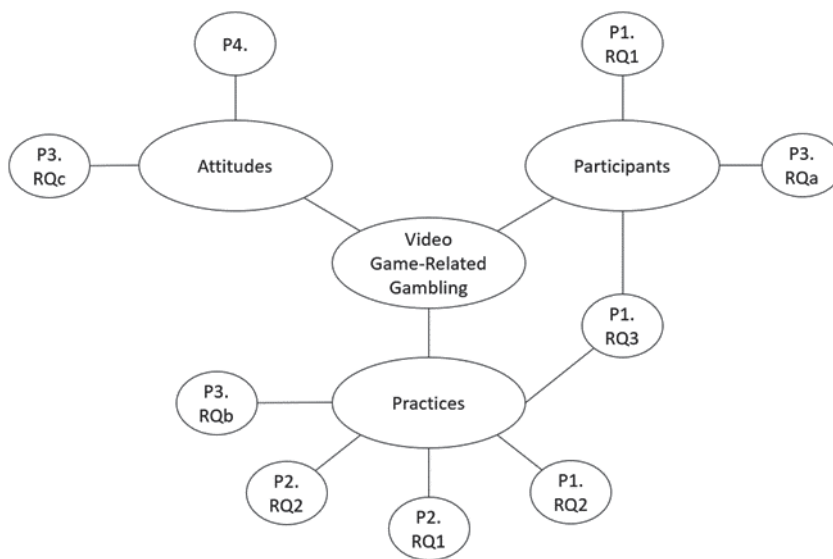 P4.
P1.
RQ1
P3.
RQc
Attitudes
Participants
P3.
RQa
Video
Game-Related
Gambling
P1.
RQ3
P3.
RQb
Practices
P2.
RQ2
P2.
RQ1
P1.
RQ2